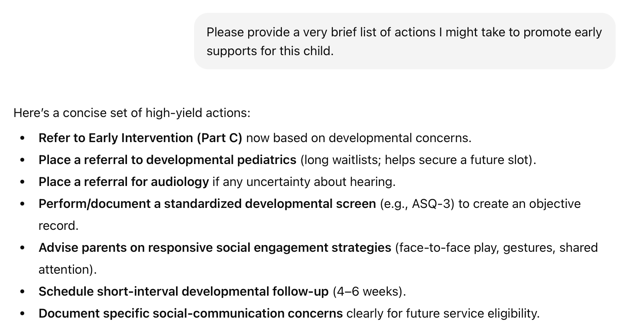 Please provide a very brief list of actions I might take to promote early
supports for this child.
Here's a concise set of high-yield actions:
• Refer to Early Intervention (Part C) now based on developmental concerns.
• Place a referral to developmental pediatrics (long waitlists; helps secure a future slot).
• Place a referral for audiology if any uncertainty about hearing.
• Perform/document a standardized developmental screen (e.g., ASQ-3) to create an objective
record.
• Advise parents on responsive social engagement strategies (face-to-face play, gestures, shared
attention).
• Schedule short-interval developmental follow-up (4–6 weeks).
• Document specific social-communication concerns clearly for future service eligibility.